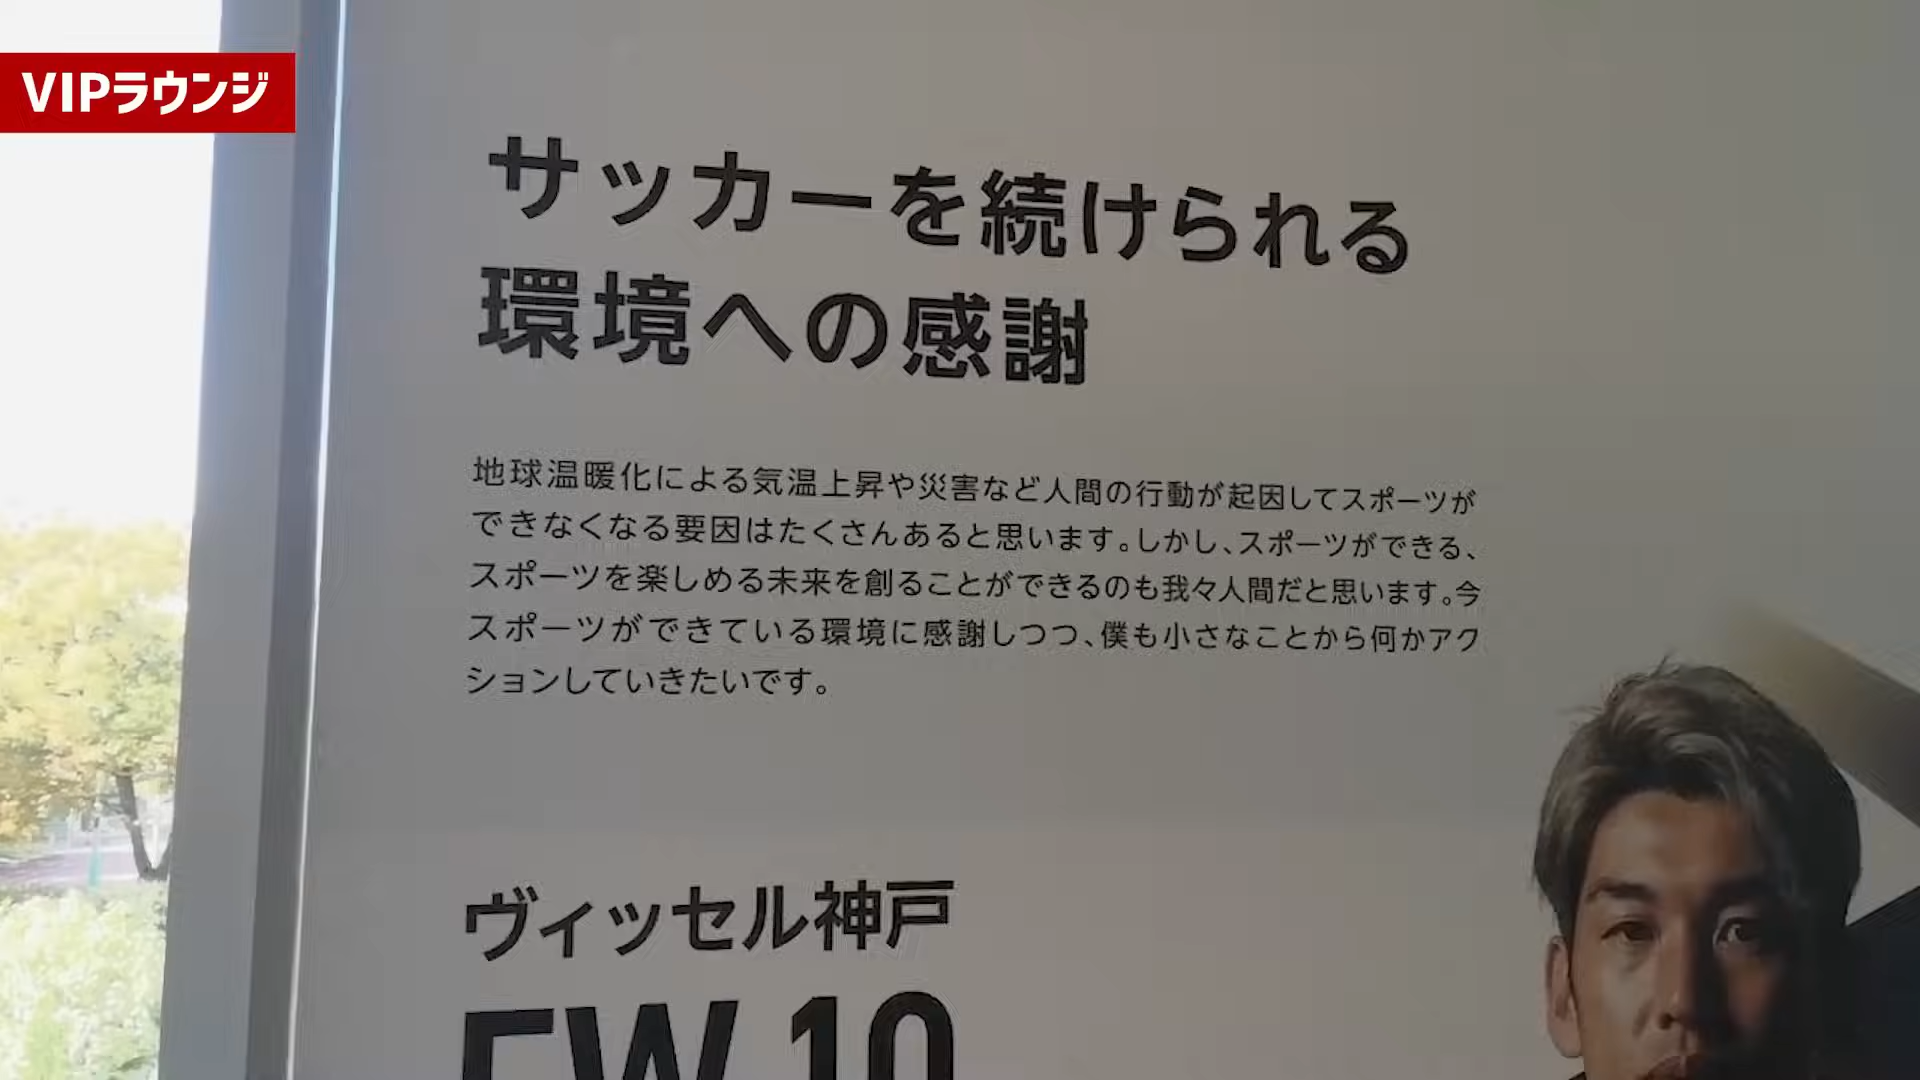 VIPラウンジ
サッカーを続けられる
環境への感謝
地球温暖化による気温上昇や災害など人間の行動が起因してスポーツが
できなくなる要因はたくさんあると思います。しかし、スポーツができる、
スポーツを楽しめる未来を創ることができるのも我々人間だと思います。今
スポーツができている環境に感謝しつつ、僕も小さなことから何かアク
ションしていきたいです。
ヴィッセル神戸
FW 10